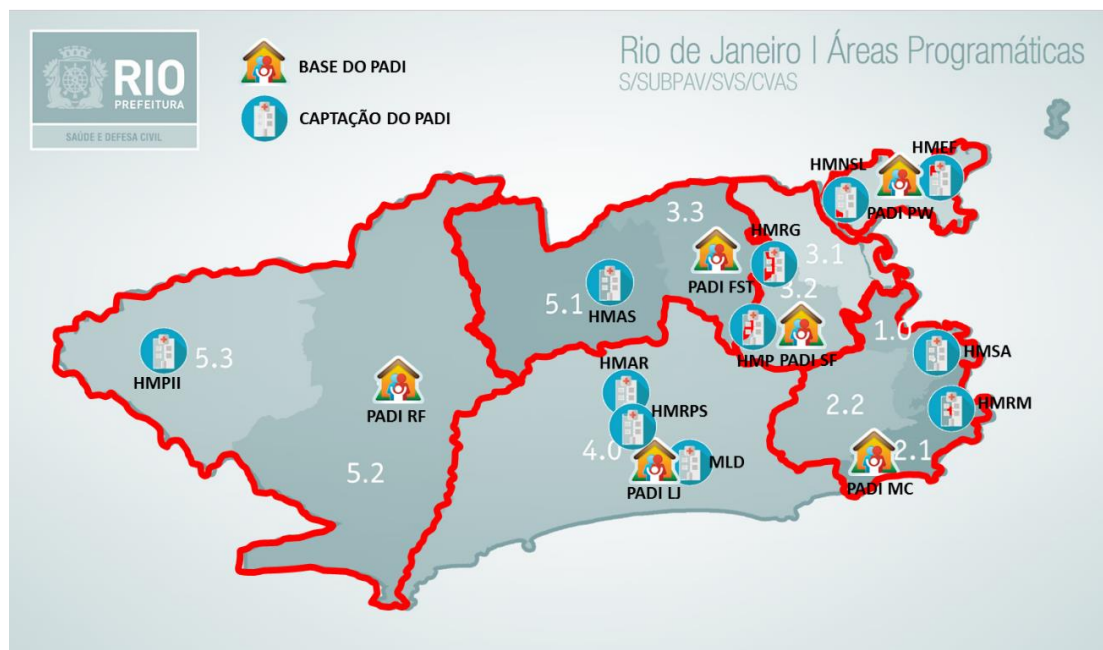 RIO
PREFEITURA
SAÚDE E DEFESA CIVIL
BASE DO PADI
CAPTAÇÃO DO PADI
Rio de Janeiro | Áreas Programáticas
S/SUBPAV/SVS/CVAS
HMEF
HMNSL
PADI PW
3.3
HMRG
3.1
PADI FST
3.2
5.1
HMAS
1.0
HMSA
HMP
PADI SF
5.3
HMPII
HMAR
PADI RF
HMRPS
2.2
HMRM
4.0
MLD
2.1
5.2
PADI LJ
PADI MC